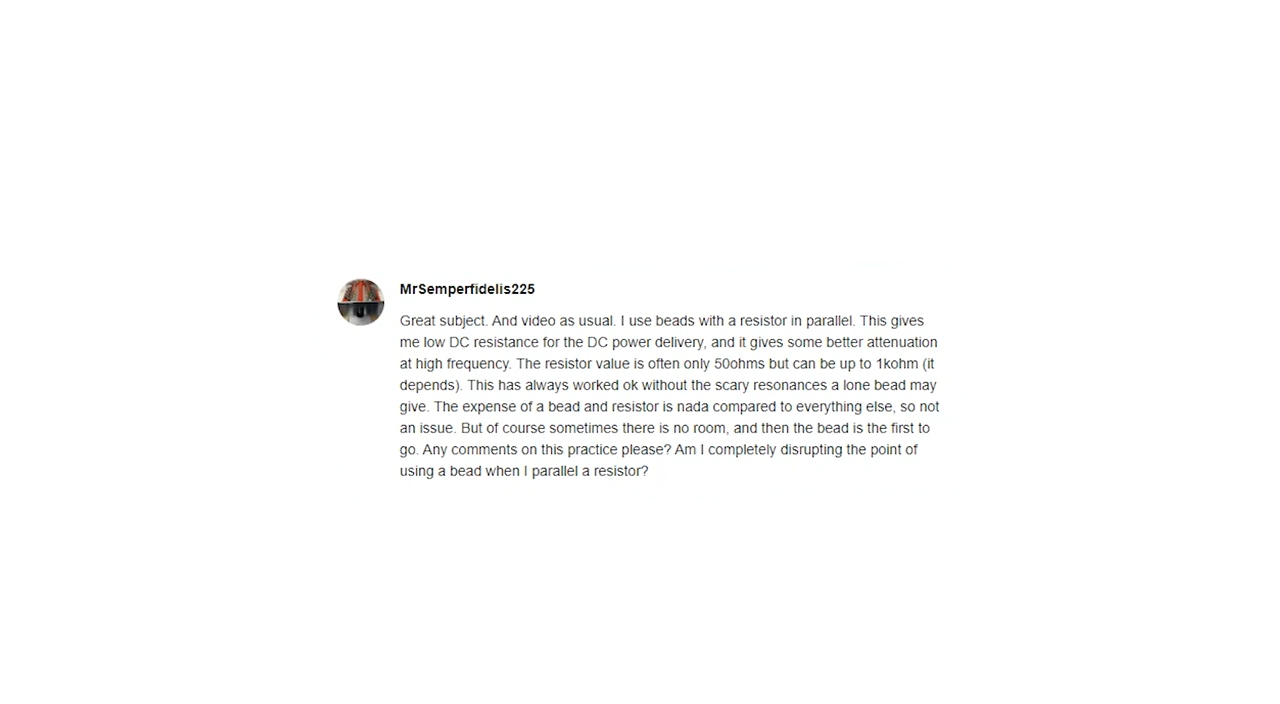 MrSemperfidelis225
Great subject. And video as usual. I use beads with a resistor in parallel. This gives
me low DC resistance for the DC power delivery, and it gives some better attenuation
at high frequency. The resistor value is often only 50ohms but can be up to 1kohm (it
depends). This has always worked ok without the scary resonances a lone bead may
give. The expense of a bead and resistor is nada compared to everything else, so not
an issue. But of course sometimes there is no room, and then the bead is the first to
go. Any comments on this practice please? Am I completely disrupting the point of
using a bead when I parallel a resistor?